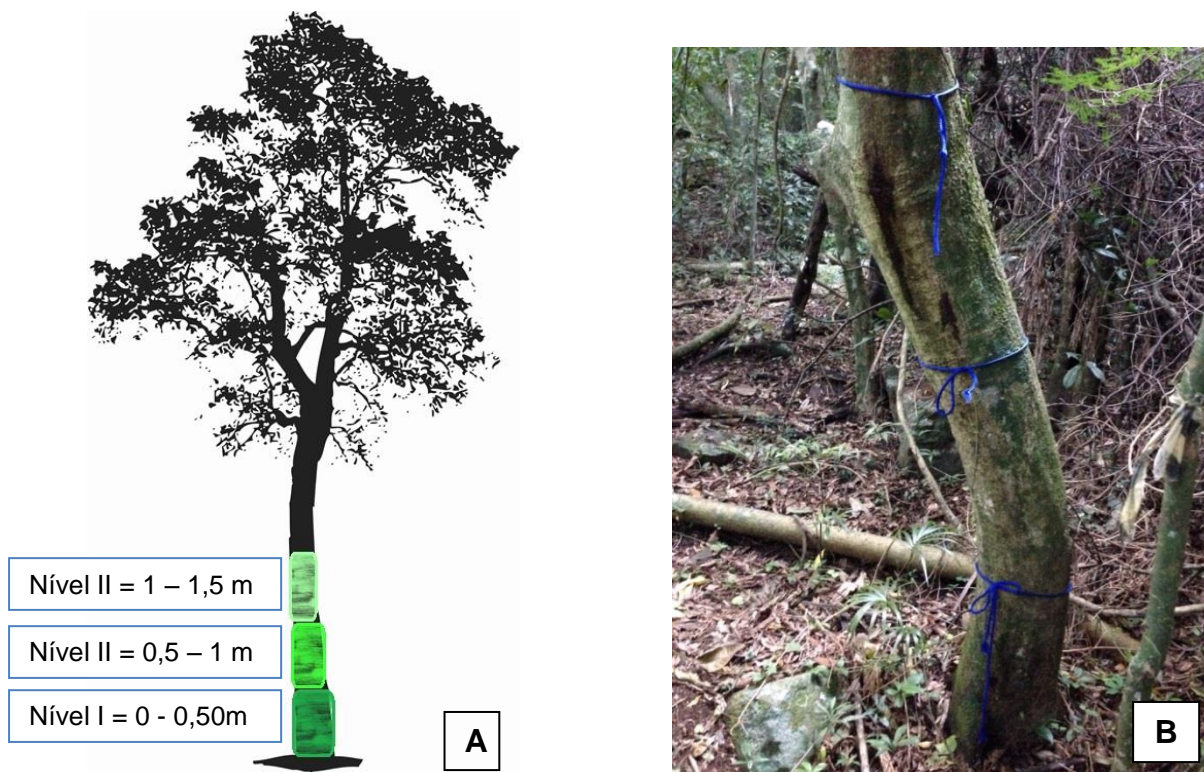 Nível II = 1 – 1,5 m
Nível II = 0,5 – 1 m
Nível I = 0 - 0,50m
A
B